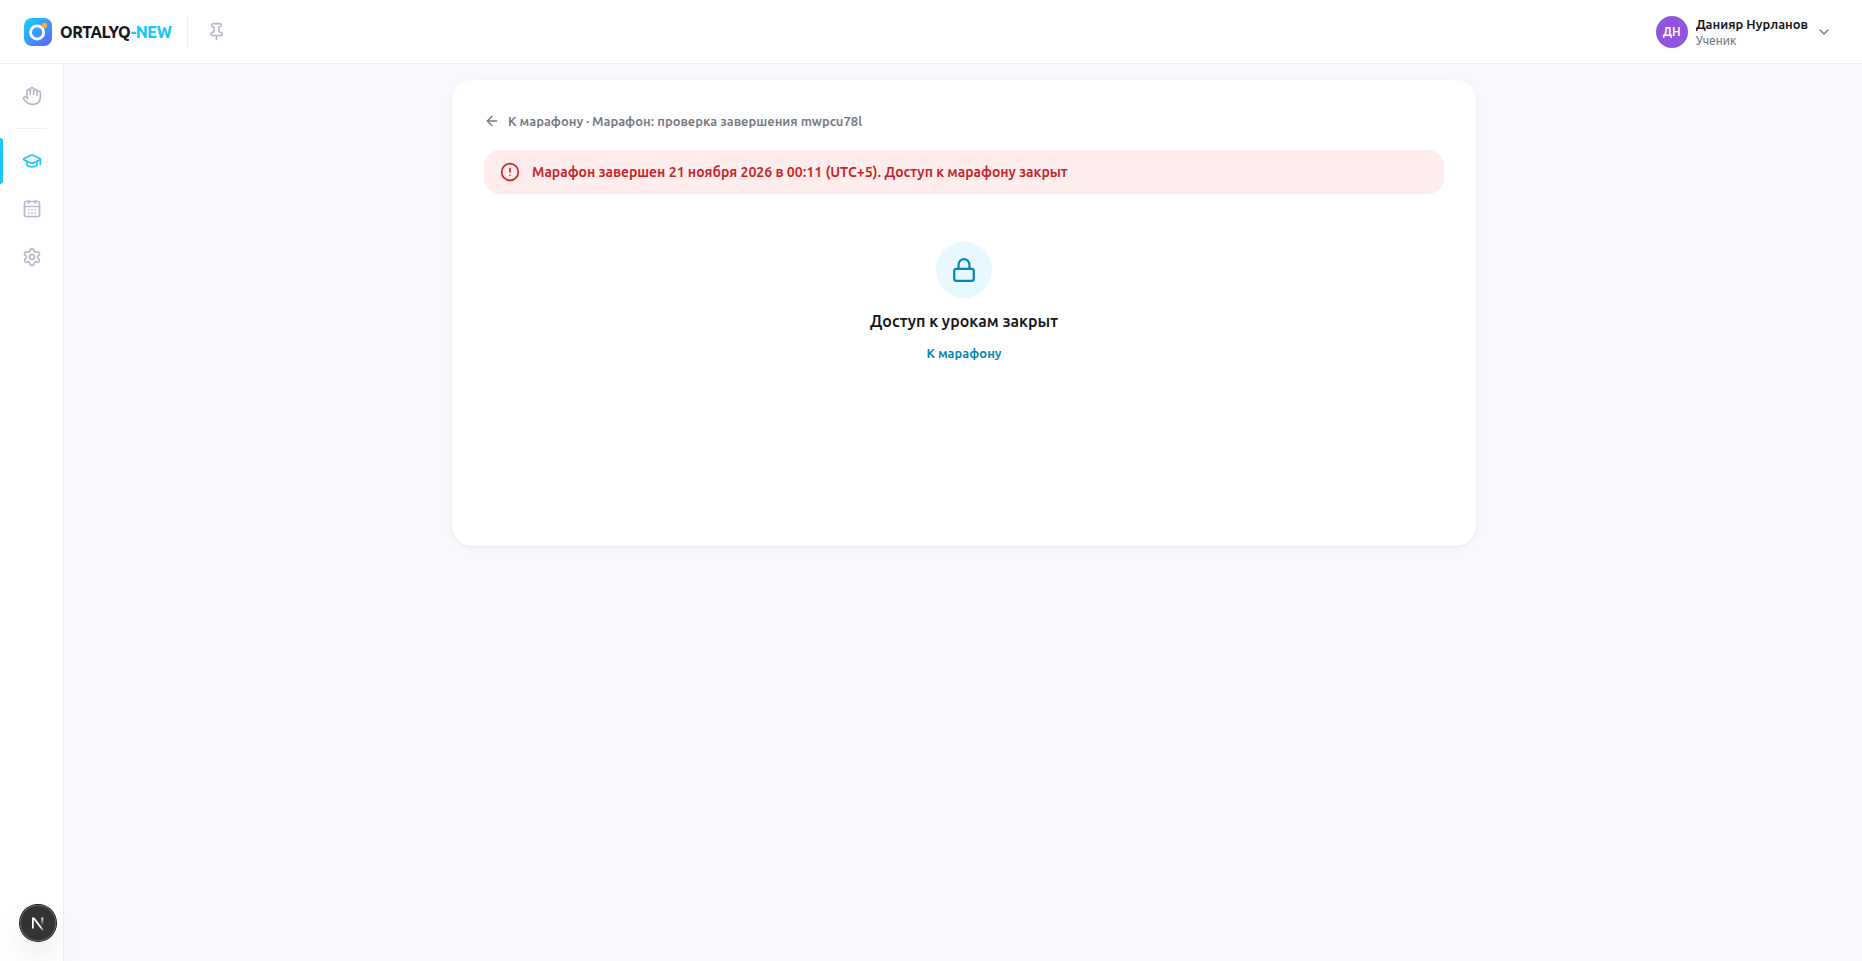 ORTALYQ-NEW
ДН
Данияр Нурланов
Ученик
К марафону · Марафон: проверка завершения mwpcu78l
Марафон завершен 21 ноября 2026 в 00:11 (UTC+5). Доступ к марафону закрыт
Доступ к урокам закрыт
К марафону
N